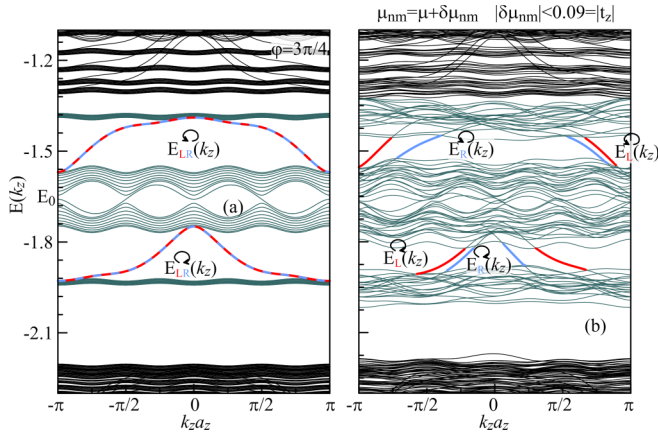 μnm=μ+δμnm |δμnm|<0.09=|tz|
φ=3π/4
-1.2
-1.5
E0
-1.8
-2.1
E(kz)
ELR(kz)
(a)
ELR(kz)
-π -π/2 0 π/2 π
kzaz
ER(kz)
EL(kz)
EL(kz)
ER(kz)
(b)
-π -π/2 0 π/2 π
kzaz